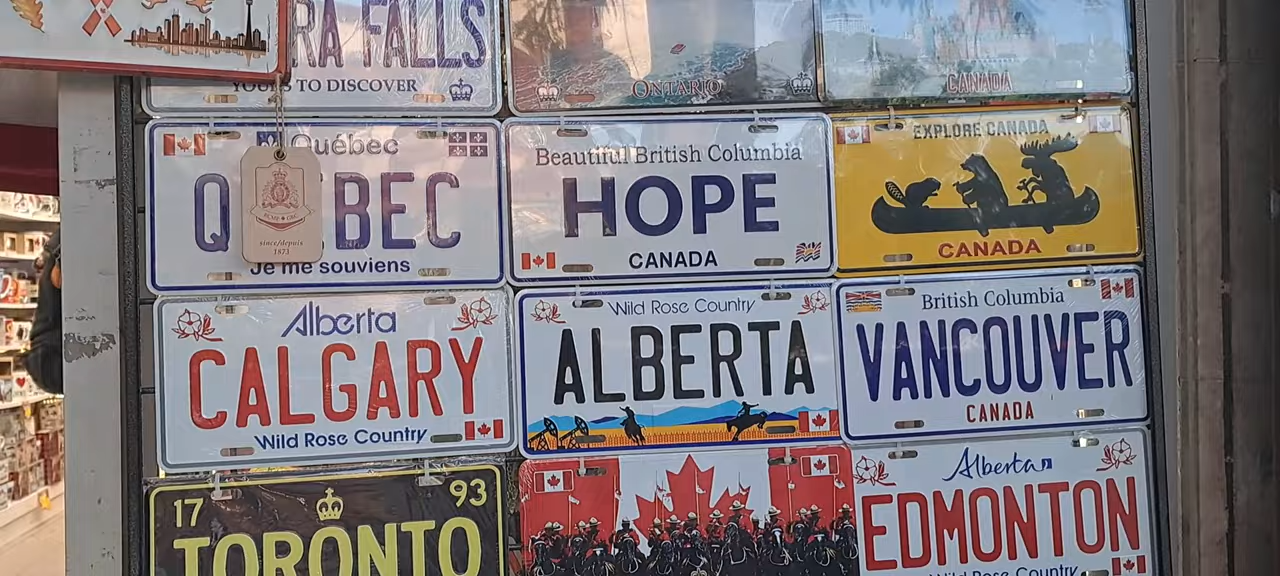 RA FALLS
YOURS TO DISCOVER
ONTARIO
CANADA
Québec
Q BEC
Je me souviens
RCMP GRC
since/depuis
1873
Beautiful British Columbia
HOPE
CANADA
EXPLORE CANADA
CANADA
Alberta
CALGARY
Wild Rose Country
Wild Rose Country
ALBERTA
British Columbia
VANCOUVER
CANADA
17 93
TORONTO
Alberta
EDMONTON
Wild Rose Country